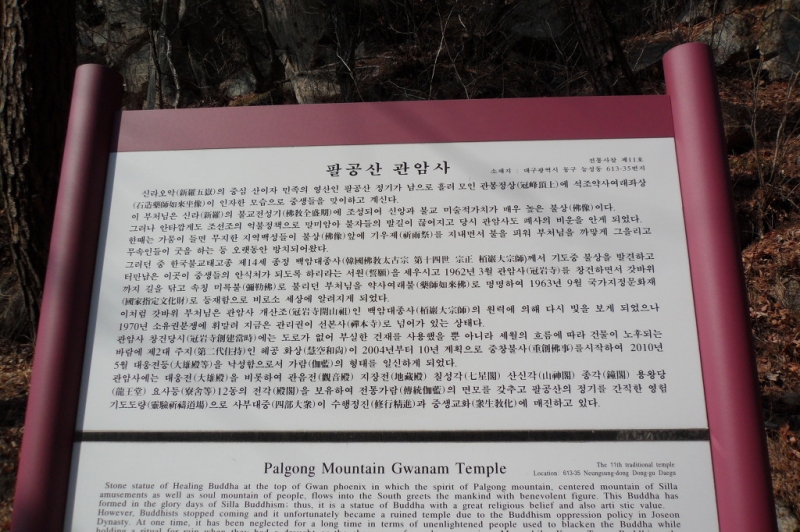 팔공산 관암사
전통사찰 제11호
소재지 : 대구광역시 동구 능성동 613-35번지
신라오악(新羅五嶽)의 중심 산이자 민족의 영산인 팔공산 정기가 남으로 흘러 모인 관봉정상(冠峰頂上)에 석조약사여래좌상
(石造藥師如來坐像)이 인자한 모습으로 중생들을 맞이하고 계신다.
이 부처님은 신라(新羅)의 불교전성기(佛敎全盛期)에 조성되어 신앙과 불교 미술적가치가 매우 높은 불상(佛像)이다.
그러나 안타깝게도 조선조의 억불정책으로 말미암아 불자들의 발길이 끊어지고 당시 관암사도 폐사의 비운을 안게 되었다.
한때는 가뭄이 들면 무지한 지역백성들이 불상(佛像)앞에 기우제(祈雨祭)를 지내면서 불을 피워 부처님을 까맣게 그을리고
무속인들이 굿을 하는 등 오랫동안 방치되어왔다.
그러던 중 한국불교태고종 제14세 종정 백암대종사(韓國佛敎太古宗 第十四世 宗正 栢巖大宗師)께서 기도중 불상을 발견하고
터만남은 이곳이 중생들의 안식처가 되도록 하리라는 서원(誓願)을 세우시고 1962년 3월 관암사(冠岩寺)를 창건하면서 갓바위
까지 길을 닦고 속칭 미륵불(彌勒佛)로 불리던 부처님을 약사여래불(藥師如來佛)로 명명하여 1963년 9월 국가지정문화재
(國家指定文化財)로 등재함으로 비로소 세상에 알려지게 되었다.
이처럼 갓바위 부처님은 관암사 개산조(冠岩寺開山祖)인 백암대종사(栢巖大宗師)의 원력에 의해 다시 빛을 보게 되었으나
1970년 소유권분쟁에 휘말려 지금은 관리권이 선본사(禪本寺)로 넘어가 있는 상태다.
관암사 창건당시(冠岩寺創建當時)에는 도로가 없어 부실한 건재를 사용했을 뿐 아니라 세월의 흐름에 따라 건물이 노후되는
바람에 제2대 주지(第二代住持)인 혜공 화상(慧空和尙)이 2004년부터 10년 계획으로 중창불사(重創佛事)를시작하여 2010년
5월 대웅전등(大雄殿等)을 낙성함으로서 가람(伽藍)의 형태를 일신하게 되었다.
관암사에는 대웅전(大雄殿)을 비롯하여 관음전(觀音殿) 지장전(地藏殿) 칠성각(七星閣) 산신각(山神閣) 종각(鐘閣) 용왕당
(龍王堂) 요사등(寮舍等)12동의 전각(殿閣)을 보유하여 전통가람(傳統伽藍)의 면모를 갖추고 팔공산의 정기를 간직한 영험
기도도량(靈驗祈禱道場)으로 사부대중(四部大衆)이 수행정진(修行精進)과 중생교화(衆生敎化)에 매진하고 있다.
Palgong Mountain Gwanam Temple
The 11th traditional temple
Location : 613-35 Neungsung-dong Dong-gu Daegu
Stone statue of Healing Buddha at the top of Gwan phoenix in which the spirit of Palgong mountain, centered mountain of Silla
amusements as well as soul mountain of people, flows into the South greets the mankind with benevolent figure. This Buddha has
formed in the glory days of Silla Buddhism: thus, it is a statue of Buddha with a great religious belief and also arti stic value.
However, Buddhists stopped coming and it unfortunately became a ruined temple due to the Buddhism oppression policy in Joseon
Dynasty. At one time, it has been neglected for a long time in terms of unenlightened people used to blacken the Buddha while